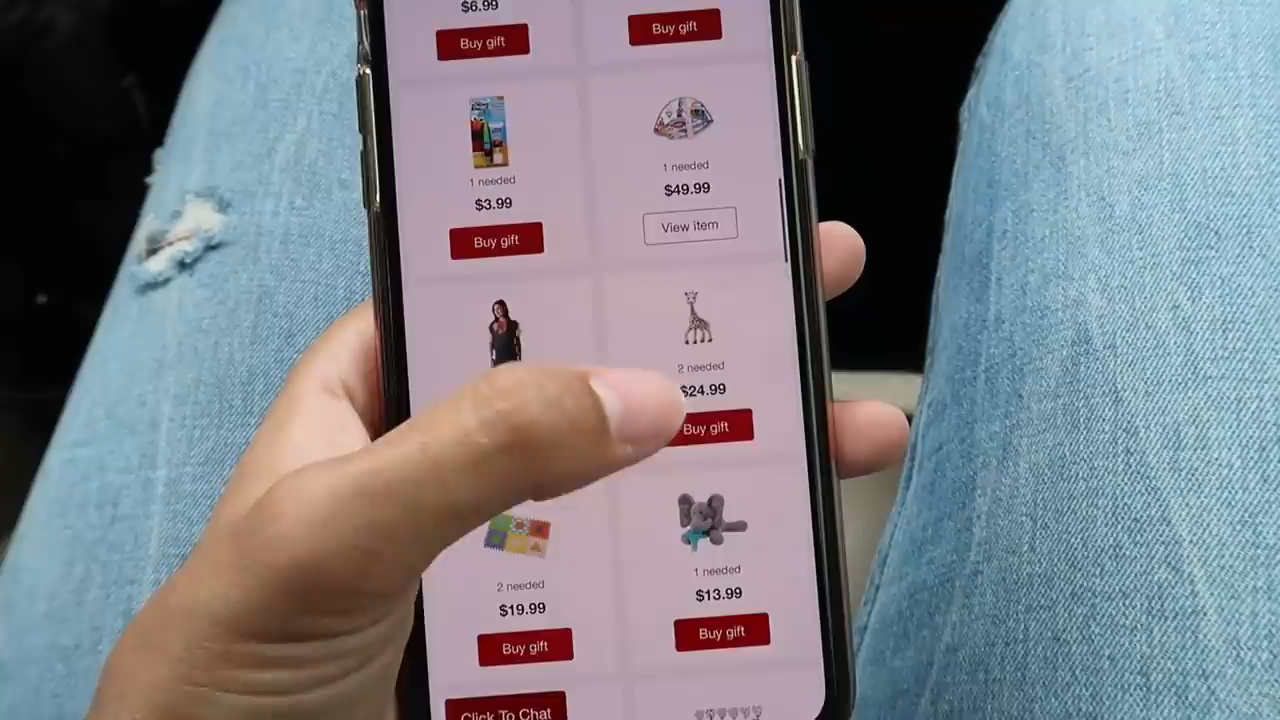 $6.99
Buy gift
Buy gift
1 needed
$3.99
Buy gift
1 needed
$49.99
View item
2 needed
$24.99
Buy gift
2 needed
$19.99
Buy gift
1 needed
$13.99
Buy gift
Click To Chat